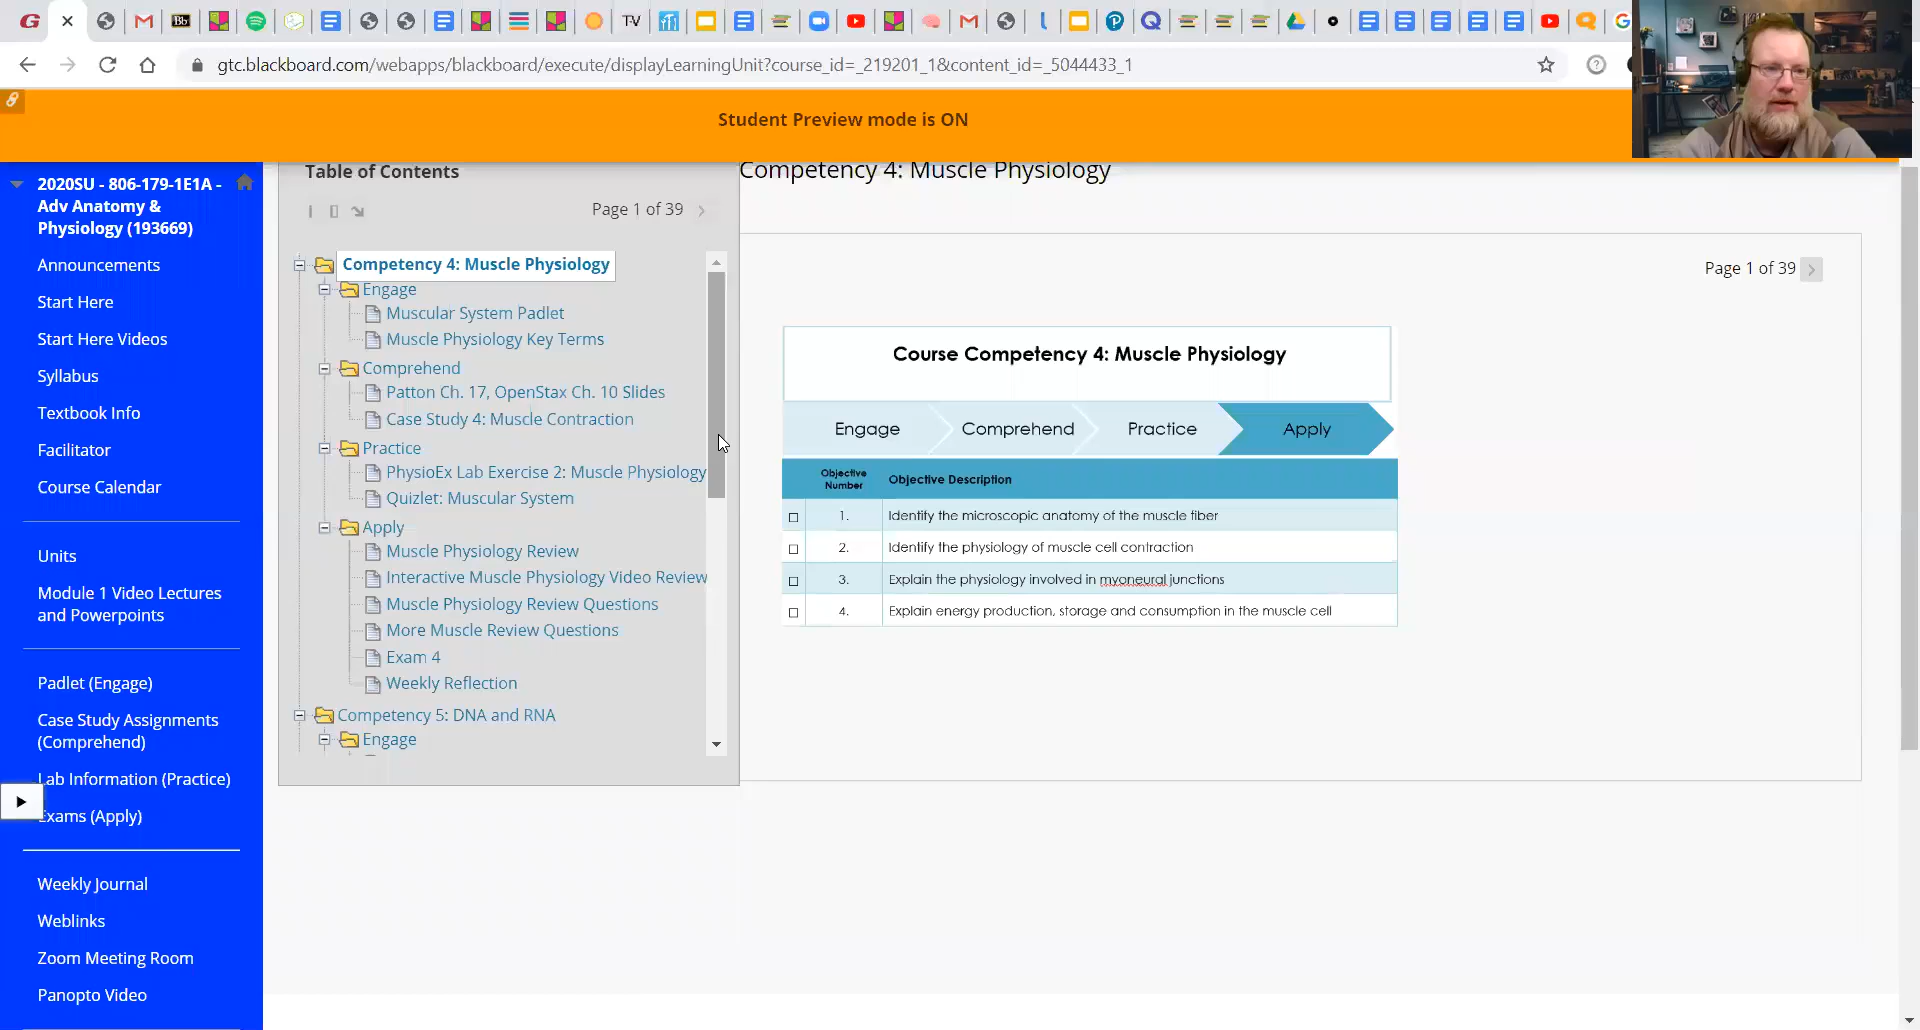 Bb
TV
gtc.blackboard.com/webapps/blackboard/execute/displayLearningUnit?course_id=_219201_1&content_id=_5044433_1
Student Preview mode is ON
2020SU - 806-179-1E1A -
Adv Anatomy &
Physiology (193669)
Announcements
Start Here
Start Here Videos
Syllabus
Textbook Info
Facilitator
Course Calendar
Units
Module 1 Video Lectures
and Powerpoints
Padlet (Engage)
Case Study Assignments
(Comprehend)
Lab Information (Practice)
Exams (Apply)
Weekly Journal
Weblinks
Zoom Meeting Room
Panopto Video
Table of Contents
Page 1 of 39
Competency 4: Muscle Physiology
Engage
Muscular System Padlet
Muscle Physiology Key Terms
Comprehend
Patton Ch. 17, OpenStax Ch. 10 Slides
Case Study 4: Muscle Contraction
Practice
PhysioEx Lab Exercise 2: Muscle Physiology
Quizlet: Muscular System
Apply
Muscle Physiology Review
Interactive Muscle Physiology Video Review
Muscle Physiology Review Questions
More Muscle Review Questions
Exam 4
Weekly Reflection
Competency 5: DNA and RNA
Engage
Competency 4: Muscle Physiology
Page 1 of 39
Course Competency 4: Muscle Physiology
Engage Comprehend Practice Apply
Objective Number Objective Description
1. Identify the microscopic anatomy of the muscle fiber
2. Identify the physiology of muscle cell contraction
3. Explain the physiology involved in myoneural junctions
4. Explain energy production, storage and consumption in the muscle cell